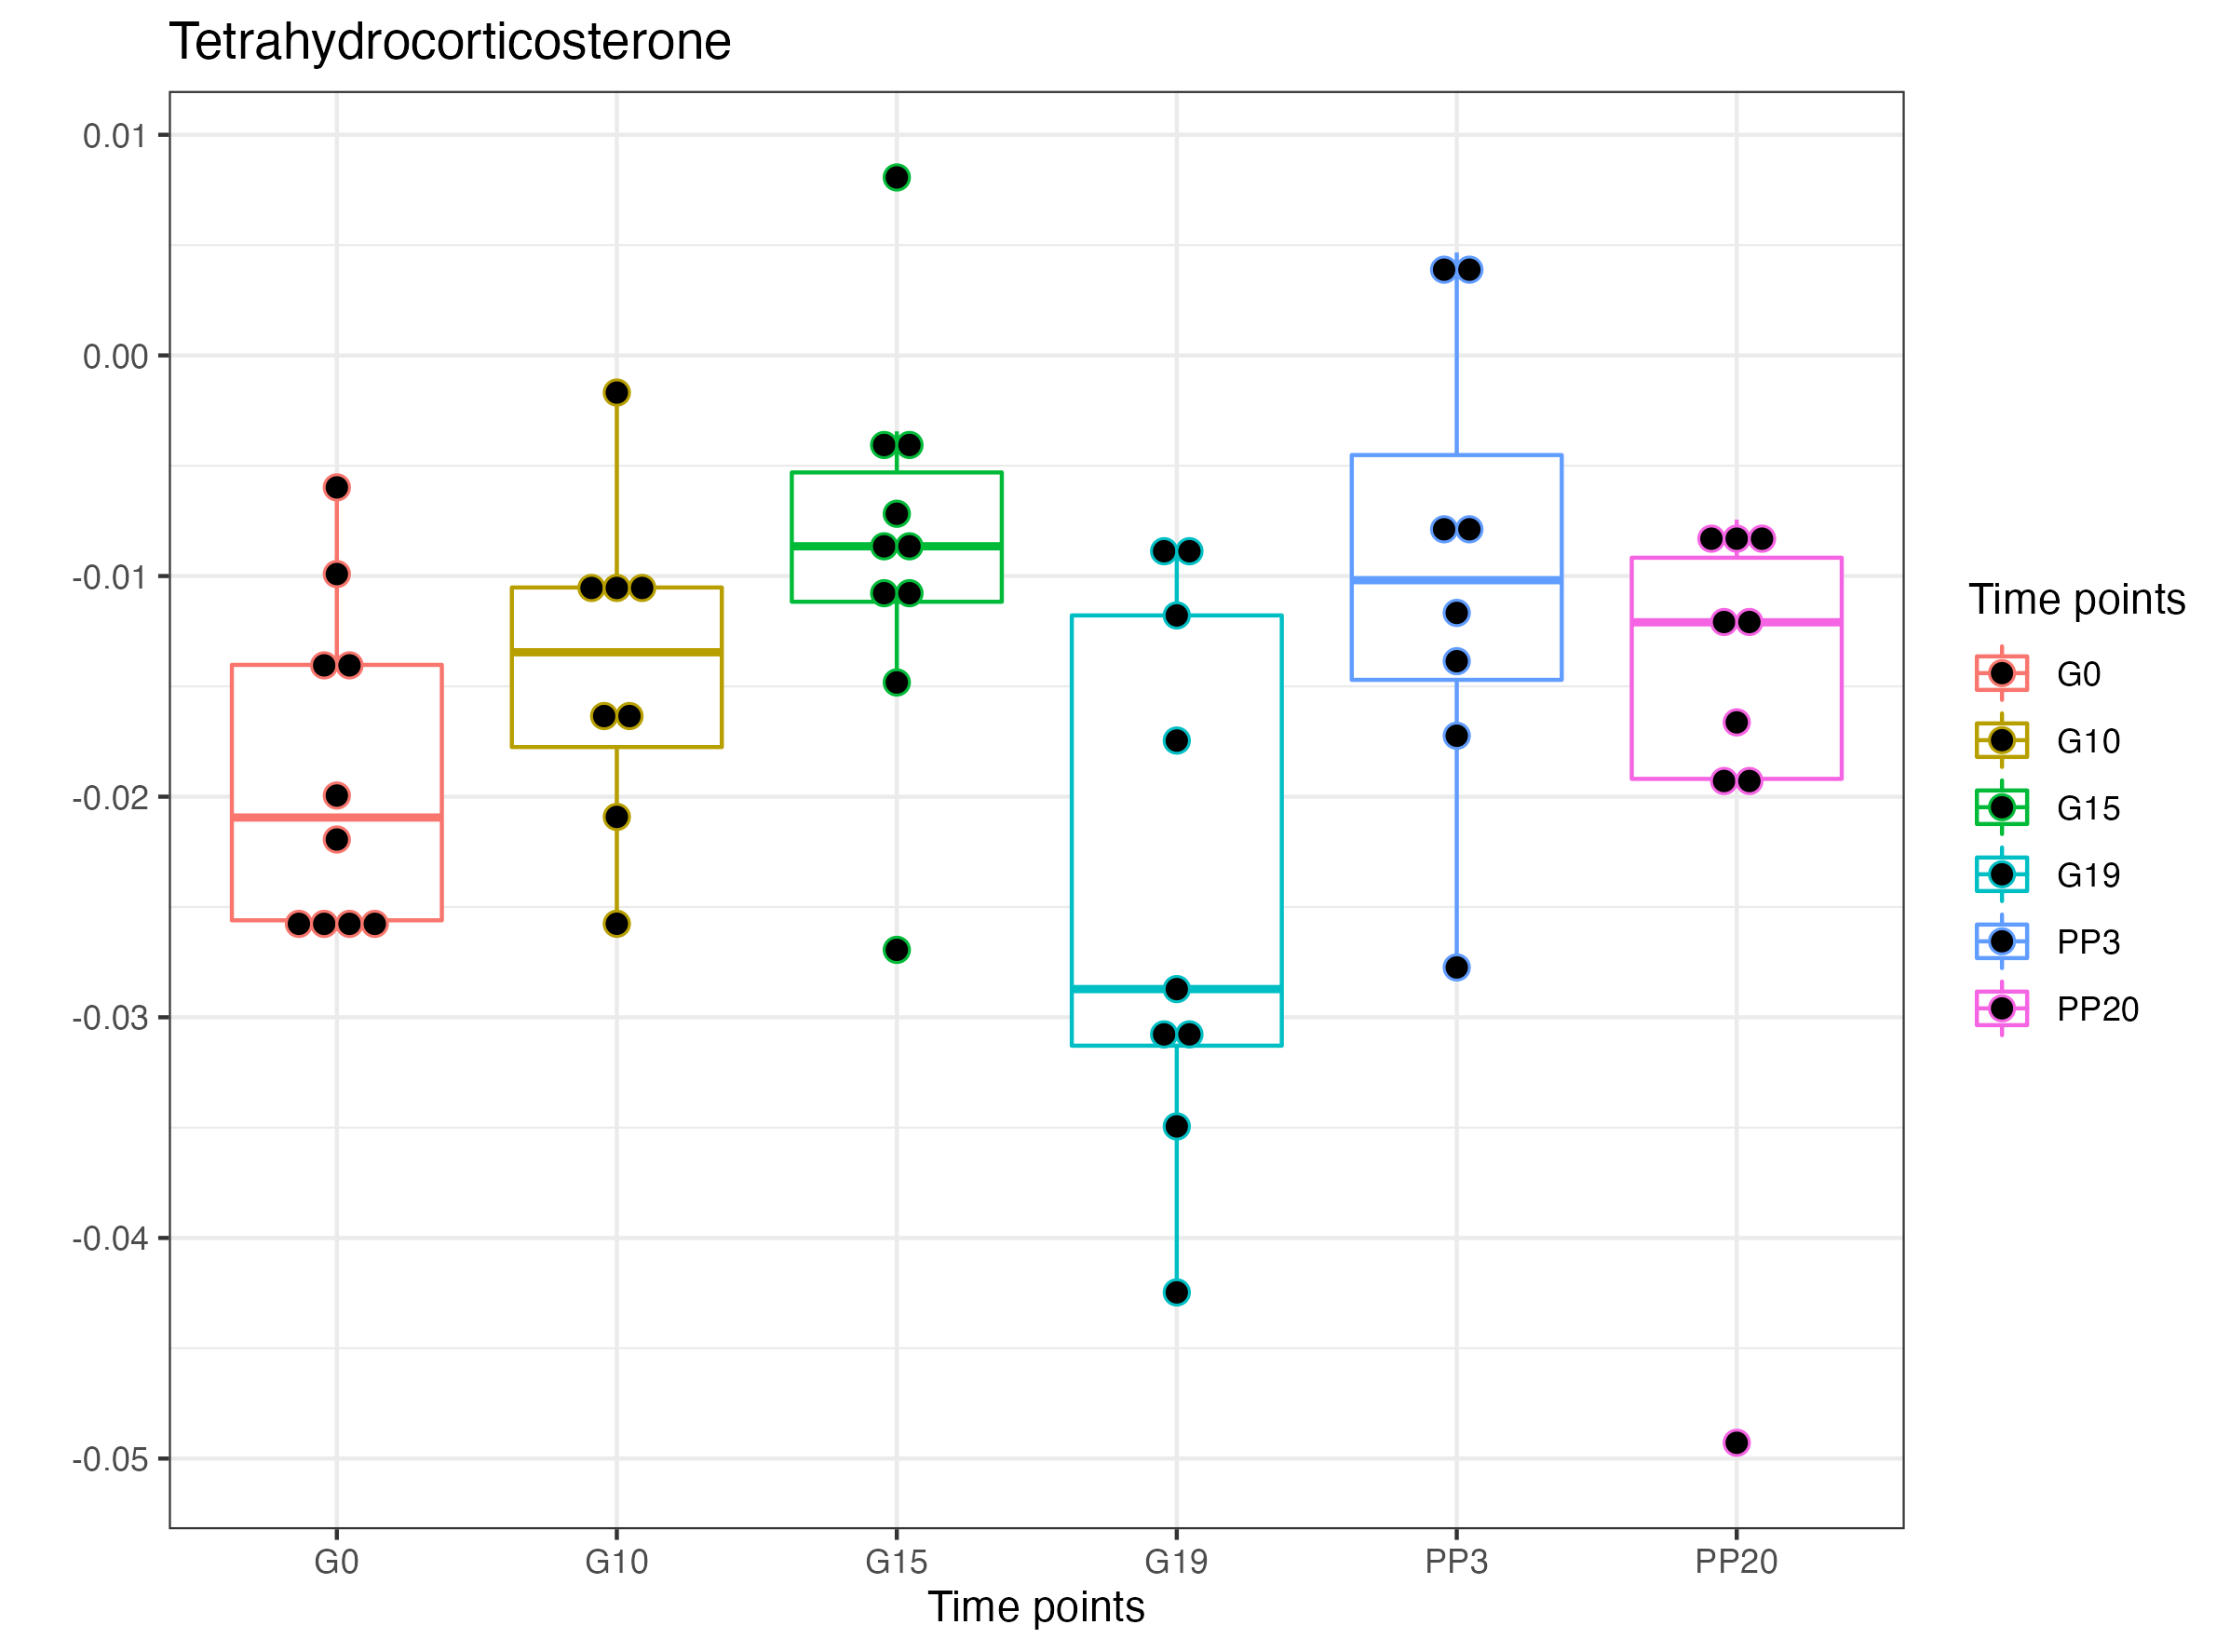 Tetrahydrocorticosterone
0.01
0.00
-0.01
-0.02
-0.03
-0.04
-0.05
G0 G10 G15 G19 PP3 PP20
Time points
Time points
G0
G10
G15
G19
PP3
PP20